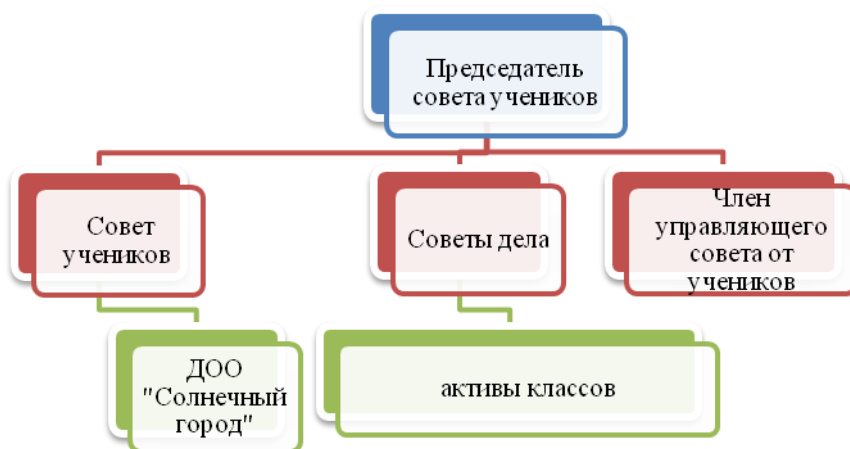 Председатель
совета учеников
Совет
учеников
Советы дела
Член
управляющего
совета от
учеников
ДОО
"Солнечный
город"
активы классов